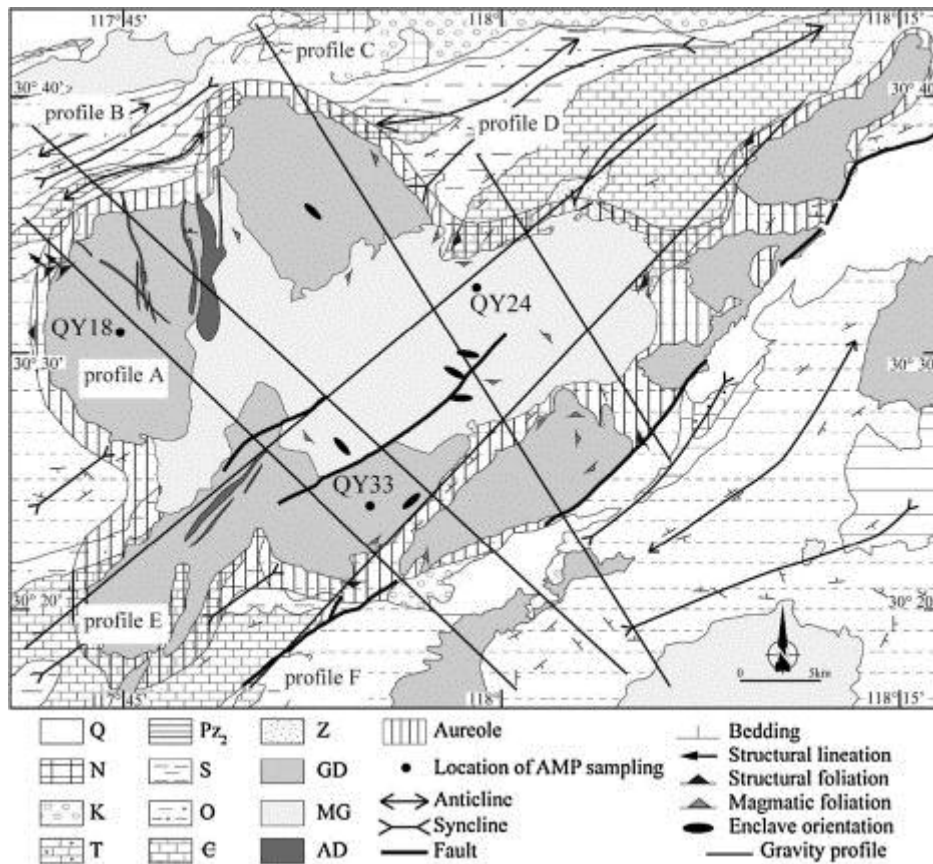 117°45' 118° 118°15'
profile C
30°40' 30°40'
profile B
profile D
QY24
QY18
30°30' 30°30'
profile A
QY33
30°20' 30°20'
profile E
0 5km
profile F
117°45' 118° 118°15'
Q Pz₂ Z Aureole Bedding
N S GD Location of AMP sampling Structural lineation
K O MG Anticline Structural foliation
T Є AD Syncline Magmatic foliation
Fault Enclave orientation
Gravity profile